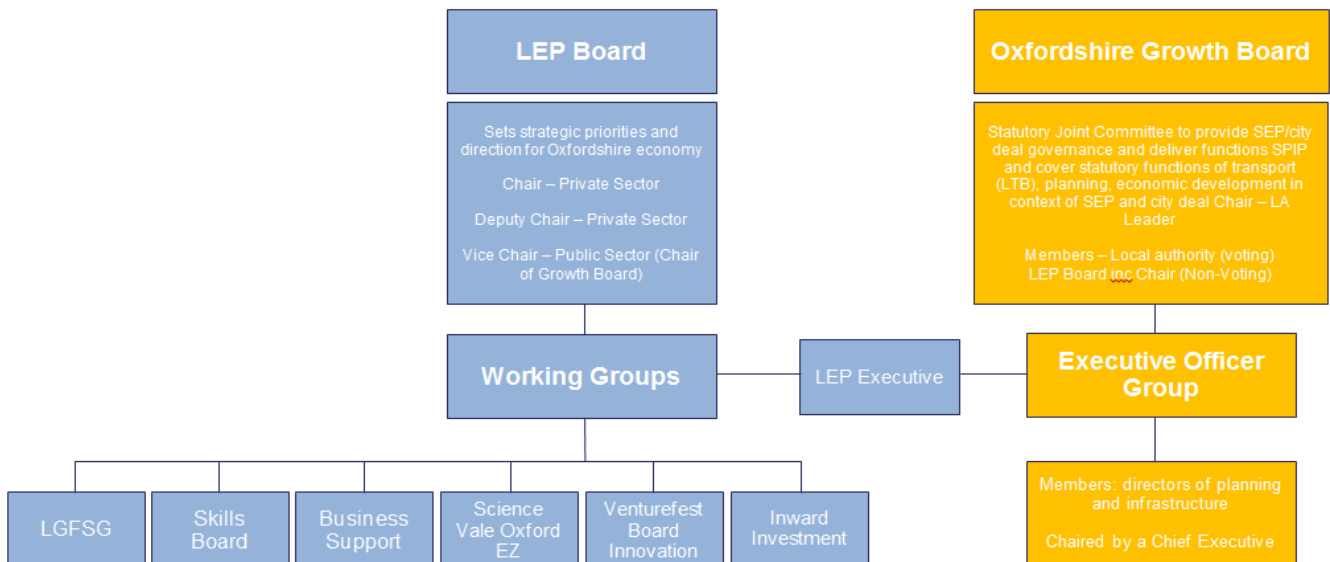 LEP Board
Sets strategic priorities and
direction for Oxfordshire economy
Chair – Private Sector
Deputy Chair – Private Sector
Vice Chair – Public Sector (Chair
of Growth Board)
Oxfordshire Growth Board
Statutory Joint Committee to provide SEP/city
deal governance and deliver functions SPIP
and cover statutory functions of transport
(LTB), planning, economic development in
context of SEP and city deal Chair – LA
Leader
Members – Local authority (voting)
LEP Board inc Chair (Non-Voting)
Working Groups
LEP Executive
Executive Officer
Group
LGFSG
Skills
Board
Business
Support
Science
Vale Oxford
EZ
Venturefest
Board
Innovation
Inward
Investment
Members: directors of planning
and infrastructure
Chaired by a Chief Executive